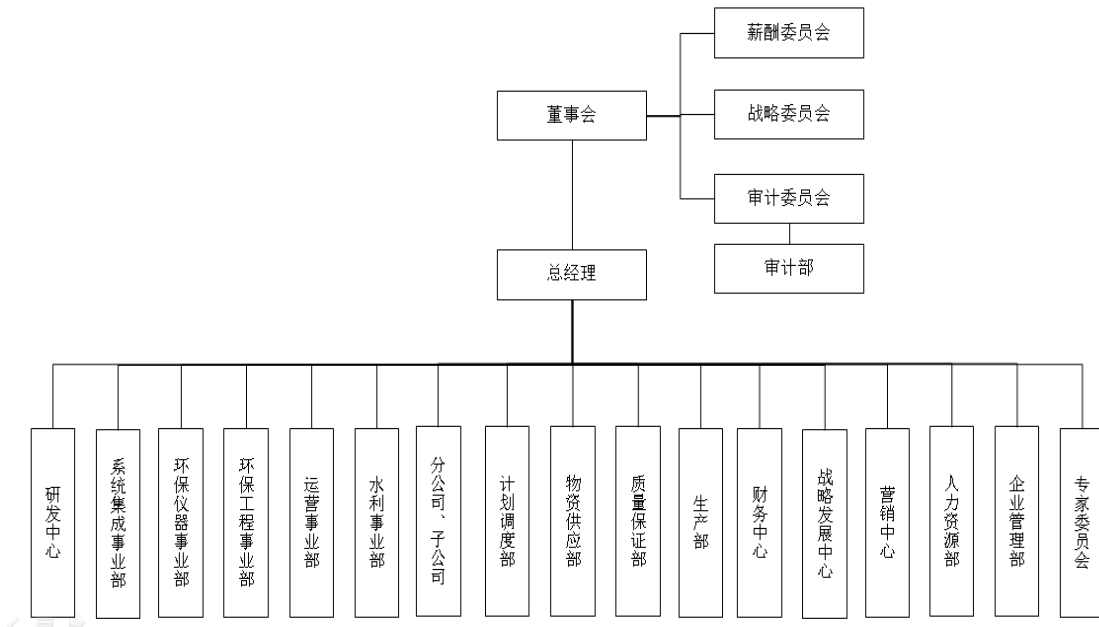 薪酬委员会
董事会
战略委员会
审计委员会
总经理
审计部
研发中心
系统集成事业部
环保仪器事业部
环保工程事业部
运营事业部
水利事业部
分公司、子公司
计划调度部
物资供应部
质量保证部
生产部
财务中心
战略发展中心
营销中心
人力资源部
企业管理部
专家委员会